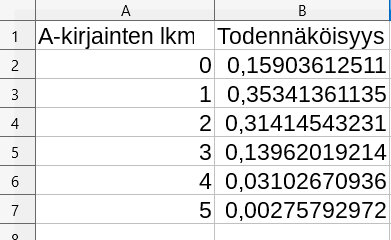 A B
1 A-kirjainten lkm Todennäköisyys
2 0 0,15903612511
3 1 0,35341361135
4 2 0,31414543231
5 3 0,13962019214
6 4 0,03102670936
7 5 0,00275792972
8